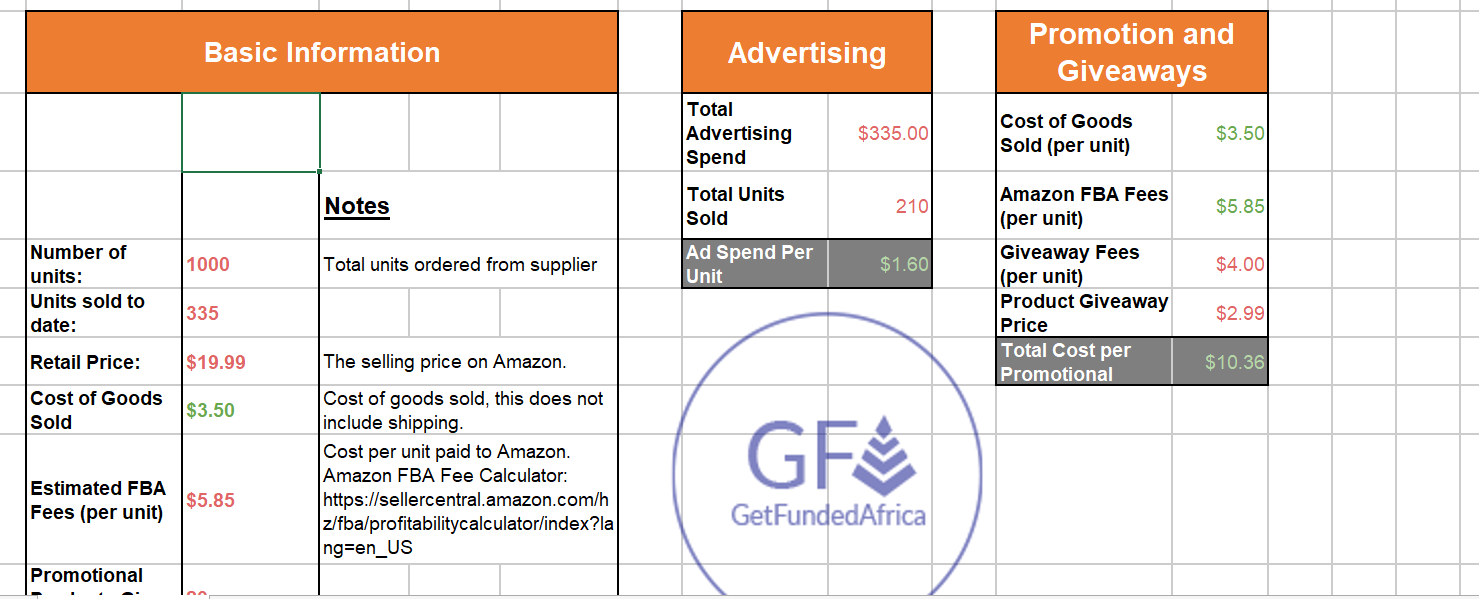 Basic Information
Notes
Number of
units:
1000
Total units ordered from supplier
Units sold to
date:
335
Retail Price:
$19.99
The selling price on Amazon.
Cost of Goods
Sold
$3.50
Cost of goods sold, this does not
include shipping.
Estimated FBA
Fees (per unit)
$5.85
Cost per unit paid to Amazon.
Amazon FBA Fee Calculator:
https://sellercentral.amazon.com/h
z/fba/profitabilitycalculator/index?la
ng=en_US
Promotional
Advertising
Total
Advertising
Spend
$335.00
Total Units
Sold
210
Ad Spend Per
Unit
$1.60
Promotion and
Giveaways
Cost of Goods
Sold (per unit)
$3.50
Amazon FBA Fees
(per unit)
$5.85
Giveaway Fees
(per unit)
$4.00
Product Giveaway
Price
$2.99
Total Cost per
Promotional
$10.36
GF
GetFundedAfrica